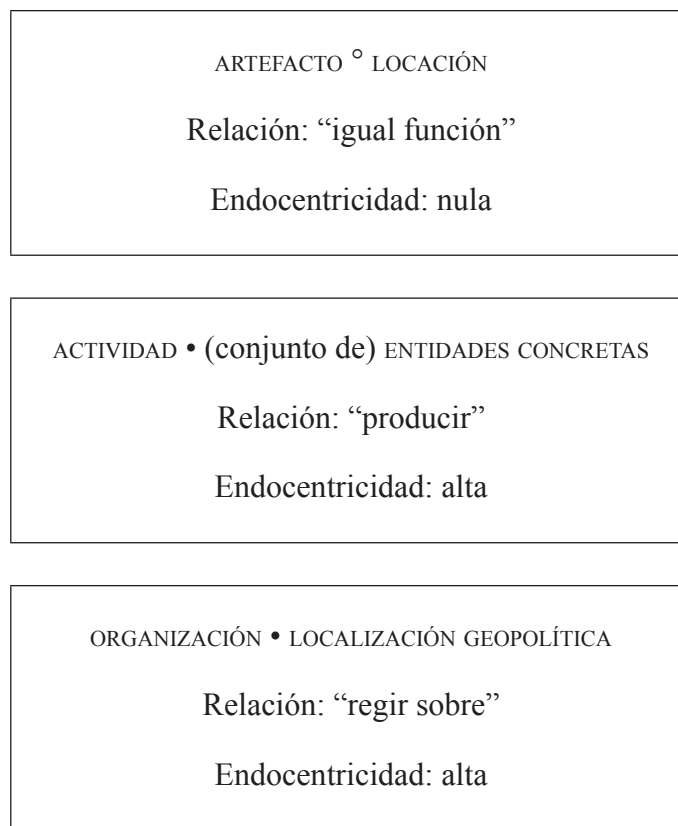 ARTEFACTO ° LOCACIÓN
Relación: “igual función”
Endocentricidad: nula
ACTIVIDAD • (conjunto de) ENTIDADES CONCRETAS
Relación: “producir”
Endocentricidad: alta
ORGANIZACIÓN • LOCALIZACIÓN GEOPOLÍTICA
Relación: “regir sobre”
Endocentricidad: alta